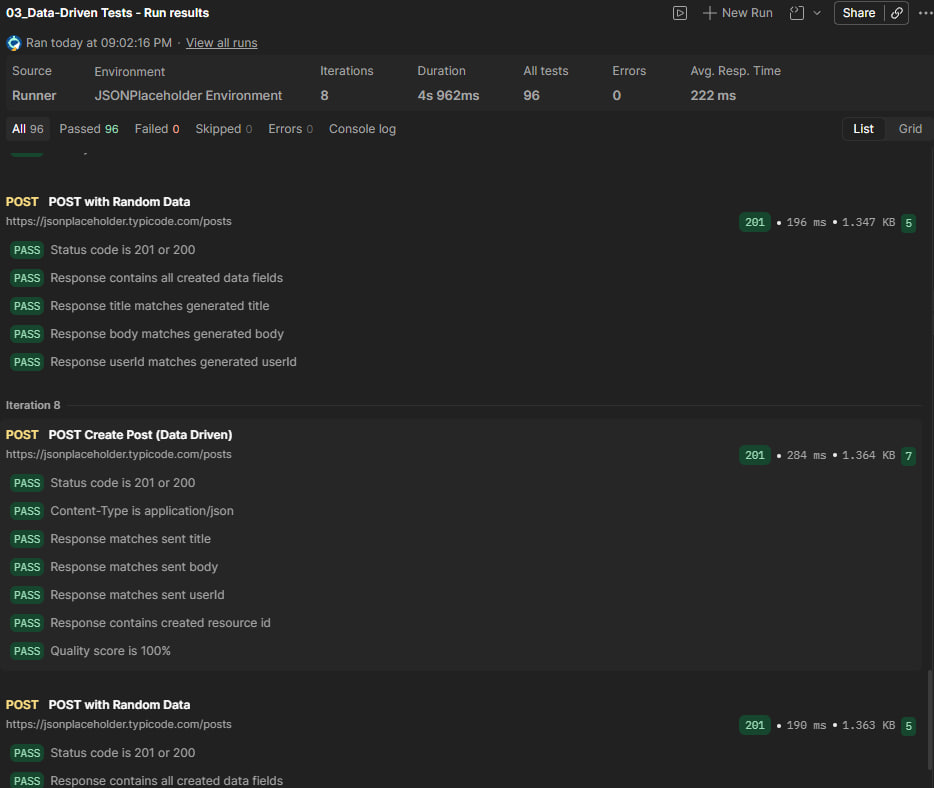 03_Data-Driven Tests - Run results
New Run
Share
Ran today at 09:02:16 PM · View all runs
Source Environment Iterations Duration All tests Errors Avg. Resp. Time
Runner JSONPlaceholder Environment 8 4s 962ms 96 0 222 ms
All 96 Passed 96 Failed 0 Skipped 0 Errors 0 Console log List Grid
POST POST with Random Data
https://jsonplaceholder.typicode.com/posts
201 • 196 ms • 1.347 KB 5
PASS Status code is 201 or 200
PASS Response contains all created data fields
PASS Response title matches generated title
PASS Response body matches generated body
PASS Response userId matches generated userId
Iteration 8
POST POST Create Post (Data Driven)
https://jsonplaceholder.typicode.com/posts
201 • 284 ms • 1.364 KB 7
PASS Status code is 201 or 200
PASS Content-Type is application/json
PASS Response matches sent title
PASS Response matches sent body
PASS Response matches sent userId
PASS Response contains created resource id
PASS Quality score is 100%
POST POST with Random Data
https://jsonplaceholder.typicode.com/posts
201 • 190 ms • 1.363 KB 5
PASS Status code is 201 or 200
PASS Response contains all created data fields